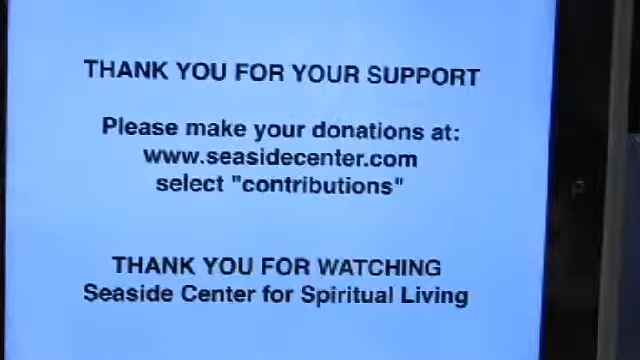 THANK YOU FOR YOUR SUPPORT
Please make your donations at:
www.seasidecenter.com
select "contributions"
THANK YOU FOR WATCHING
Seaside Center for Spiritual Living